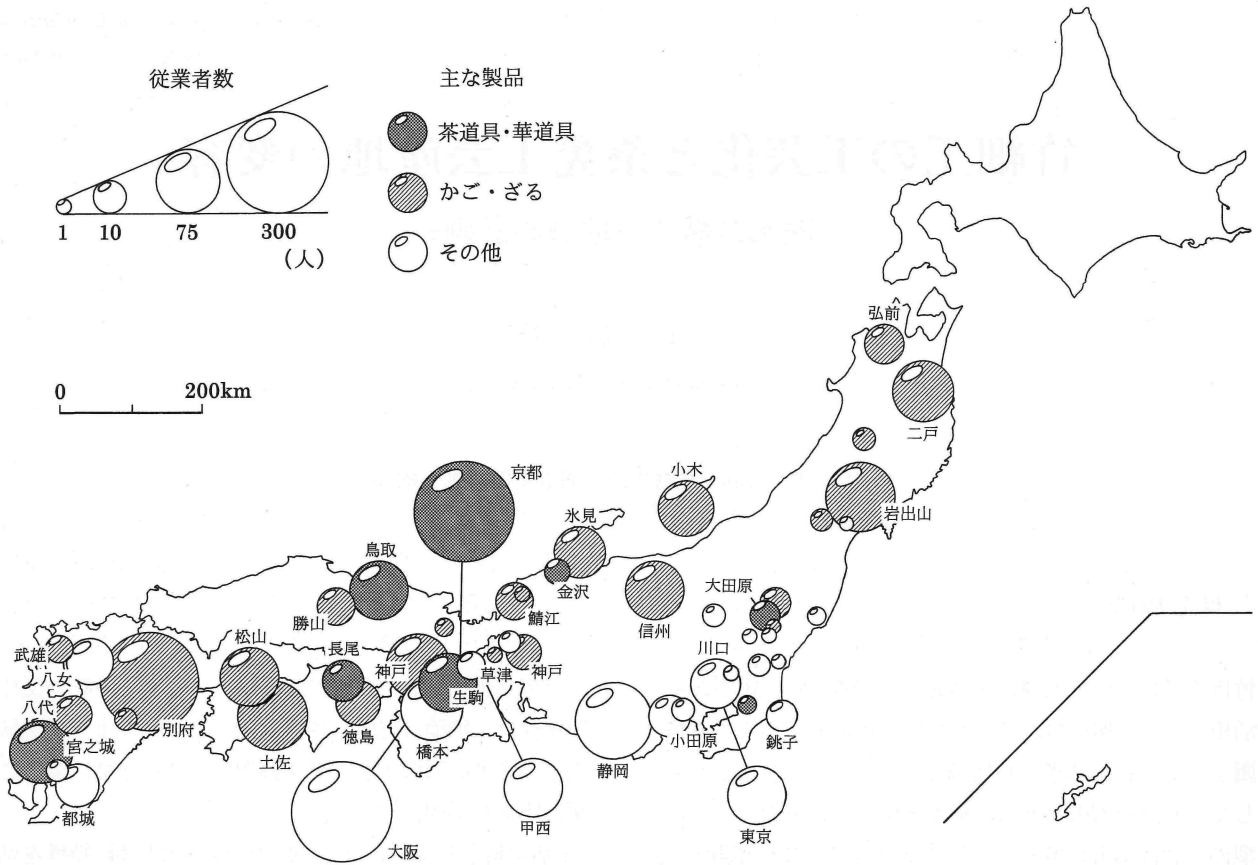 従業者数
1 10 75 300
(人)
主な製品
茶道具・華道具
かご・ざる
その他
0 200km
弘前
二戸
岩出山
小木
京都
氷見
金沢
鳥取
勝山
鯖江
信州
大田原
武雄
八女
八代
宮之城
都城
別府
松山
土佐
長尾
徳島
神戸
生駒
橋本
草津
神戸
大阪
甲西
静岡
小田原
川口
東京
銚子